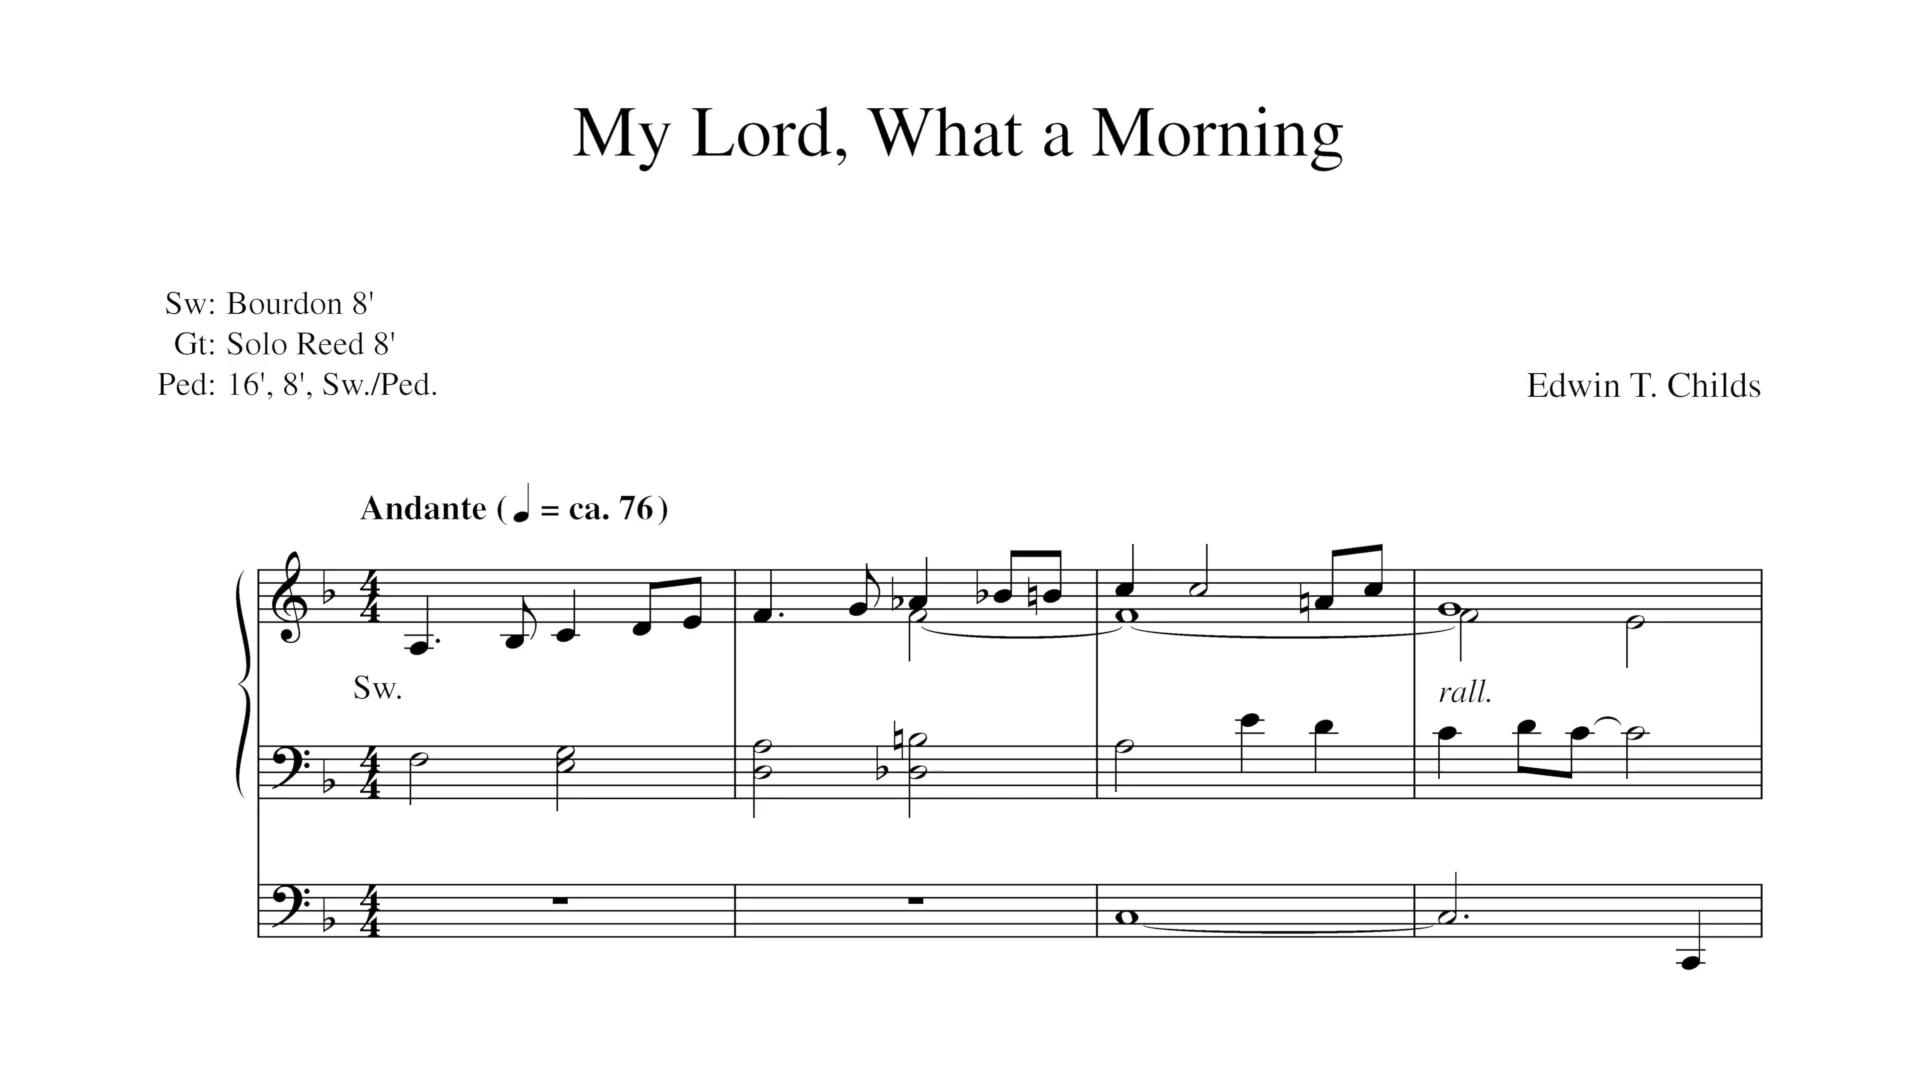 My Lord, What a Morning
Sw: Bourdon 8'
Gt: Solo Reed 8'
Ped: 16', 8', Sw./Ped.
Edwin T. Childs
Andante (♩ = ca. 76)
Sw.
rall.